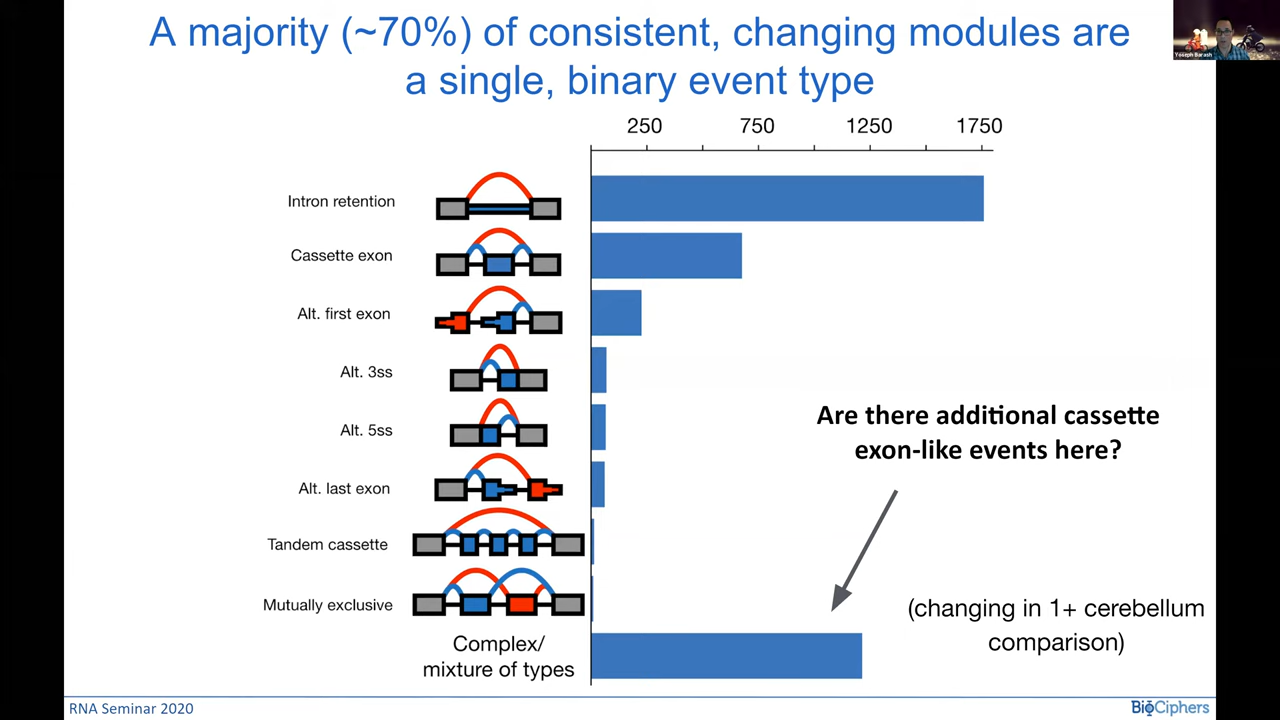 A majority (~70%) of consistent, changing modules are
a single, binary event type
Yoseph Barash
250 750 1250 1750
Intron retention
Cassette exon
Alt. first exon
Alt. 3ss
Alt. 5ss
Alt. last exon
Tandem cassette
Mutually exclusive
Complex/
mixture of types
Are there additional cassette
exon-like events here?
(changing in 1+ cerebellum
comparison)
RNA Seminar 2020
BioCiphers